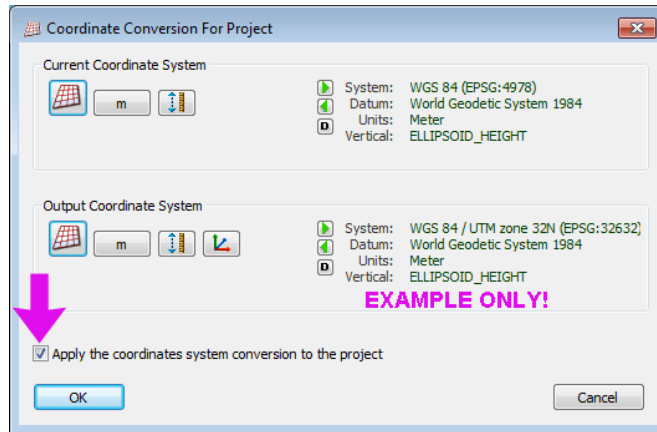 Coordinate Conversion For Project
Current Coordinate System
m
System: WGS 84 (EPSG:4978)
Datum: World Geodetic System 1984
Units: Meter
D
Vertical: ELLIPSOID_HEIGHT
Output Coordinate System
m
System: WGS 84 / UTM zone 32N (EPSG:32632)
Datum: World Geodetic System 1984
Units: Meter
D
Vertical: ELLIPSOID_HEIGHT
EXAMPLE ONLY!
Apply the coordinates system conversion to the project
OK Cancel